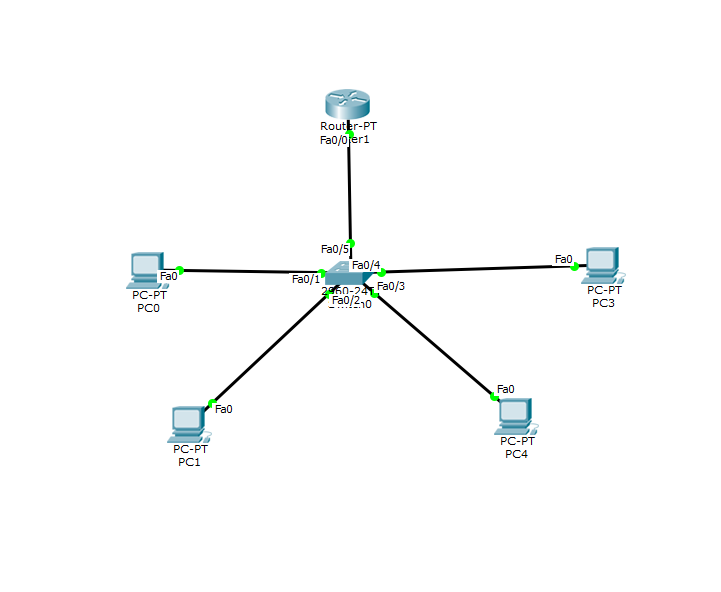 Router-PT
Fa0/0
Fa0/5
Fa0/4
Fa0
Fa0
Fa0/1
Fa0/3
Fa0/2
PC-PT
PC0
PC-PT
PC3
Fa0
Fa0
PC-PT
PC1
PC-PT
PC4